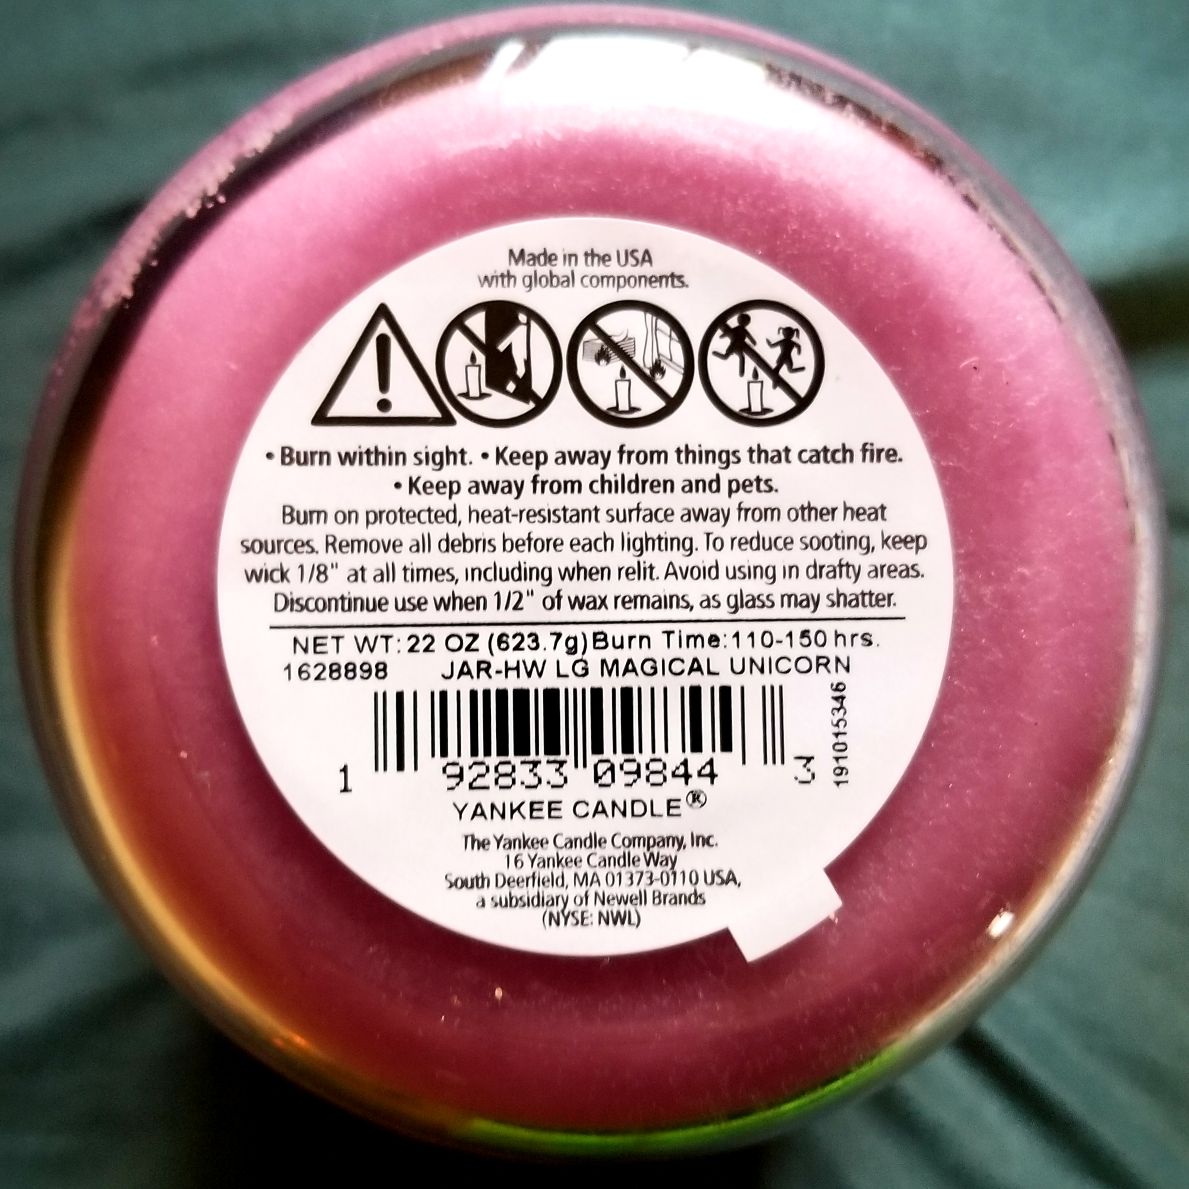 Made in the USA
with global components.
• Burn within sight. • Keep away from things that catch fire.
• Keep away from children and pets.
Burn on protected, heat-resistant surface away from other heat
sources. Remove all debris before each lighting. To reduce sooting, keep
wick 1/8" at all times, including when relit. Avoid using in drafty areas.
Discontinue use when 1/2" of wax remains, as glass may shatter.
NET WT: 22 OZ (623.7g) Burn Time: 110-150 hrs.
1628898 JAR-HW LG MAGICAL UNICORN
191015346
1 92833 09844 3
YANKEE CANDLE®
The Yankee Candle Company, Inc.
16 Yankee Candle Way
South Deerfield, MA 01373-0110 USA,
a subsidiary of Newell Brands
(NYSE: NWL)